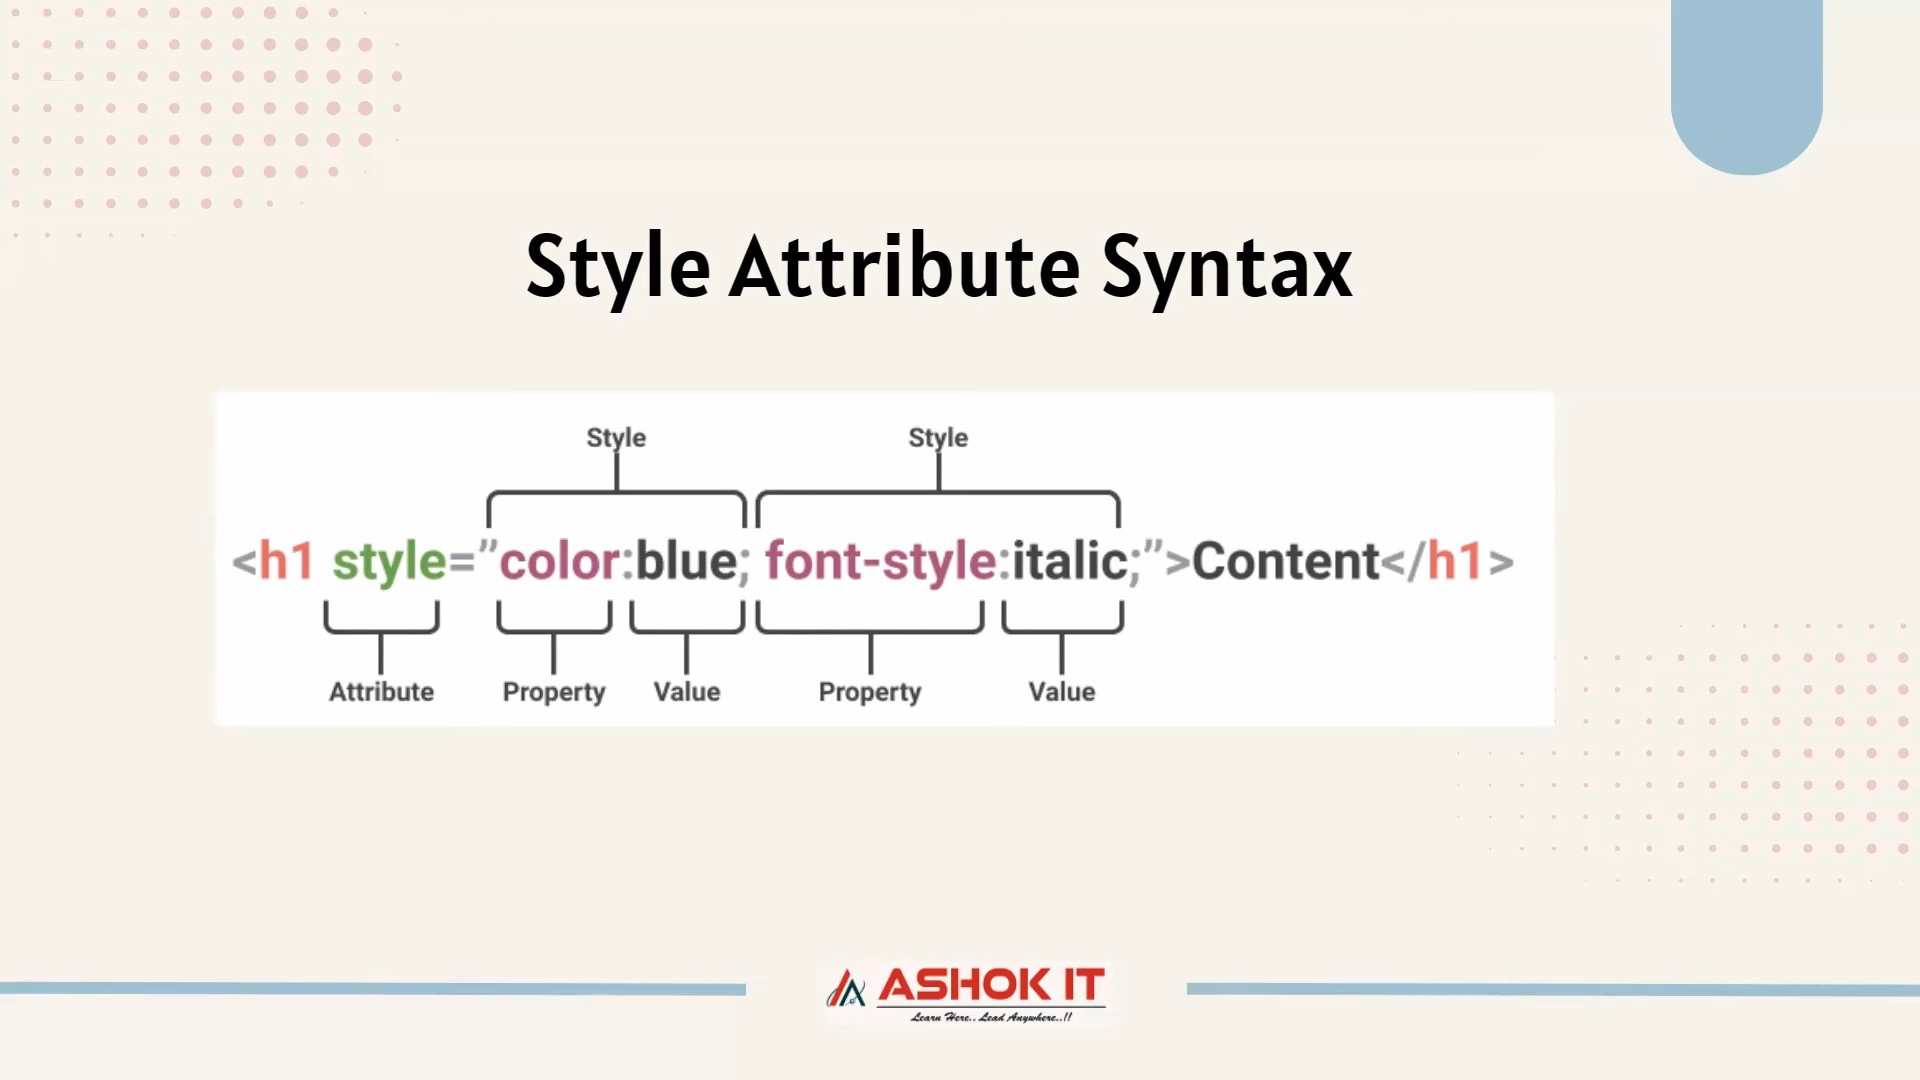 Style Attribute Syntax
Style Style
<h1 style=”color:blue; font-style:italic;”>Content</h1>
Attribute Property Value Property Value
ASHOK IT
Learn Here.. Lead Anywhere..!!